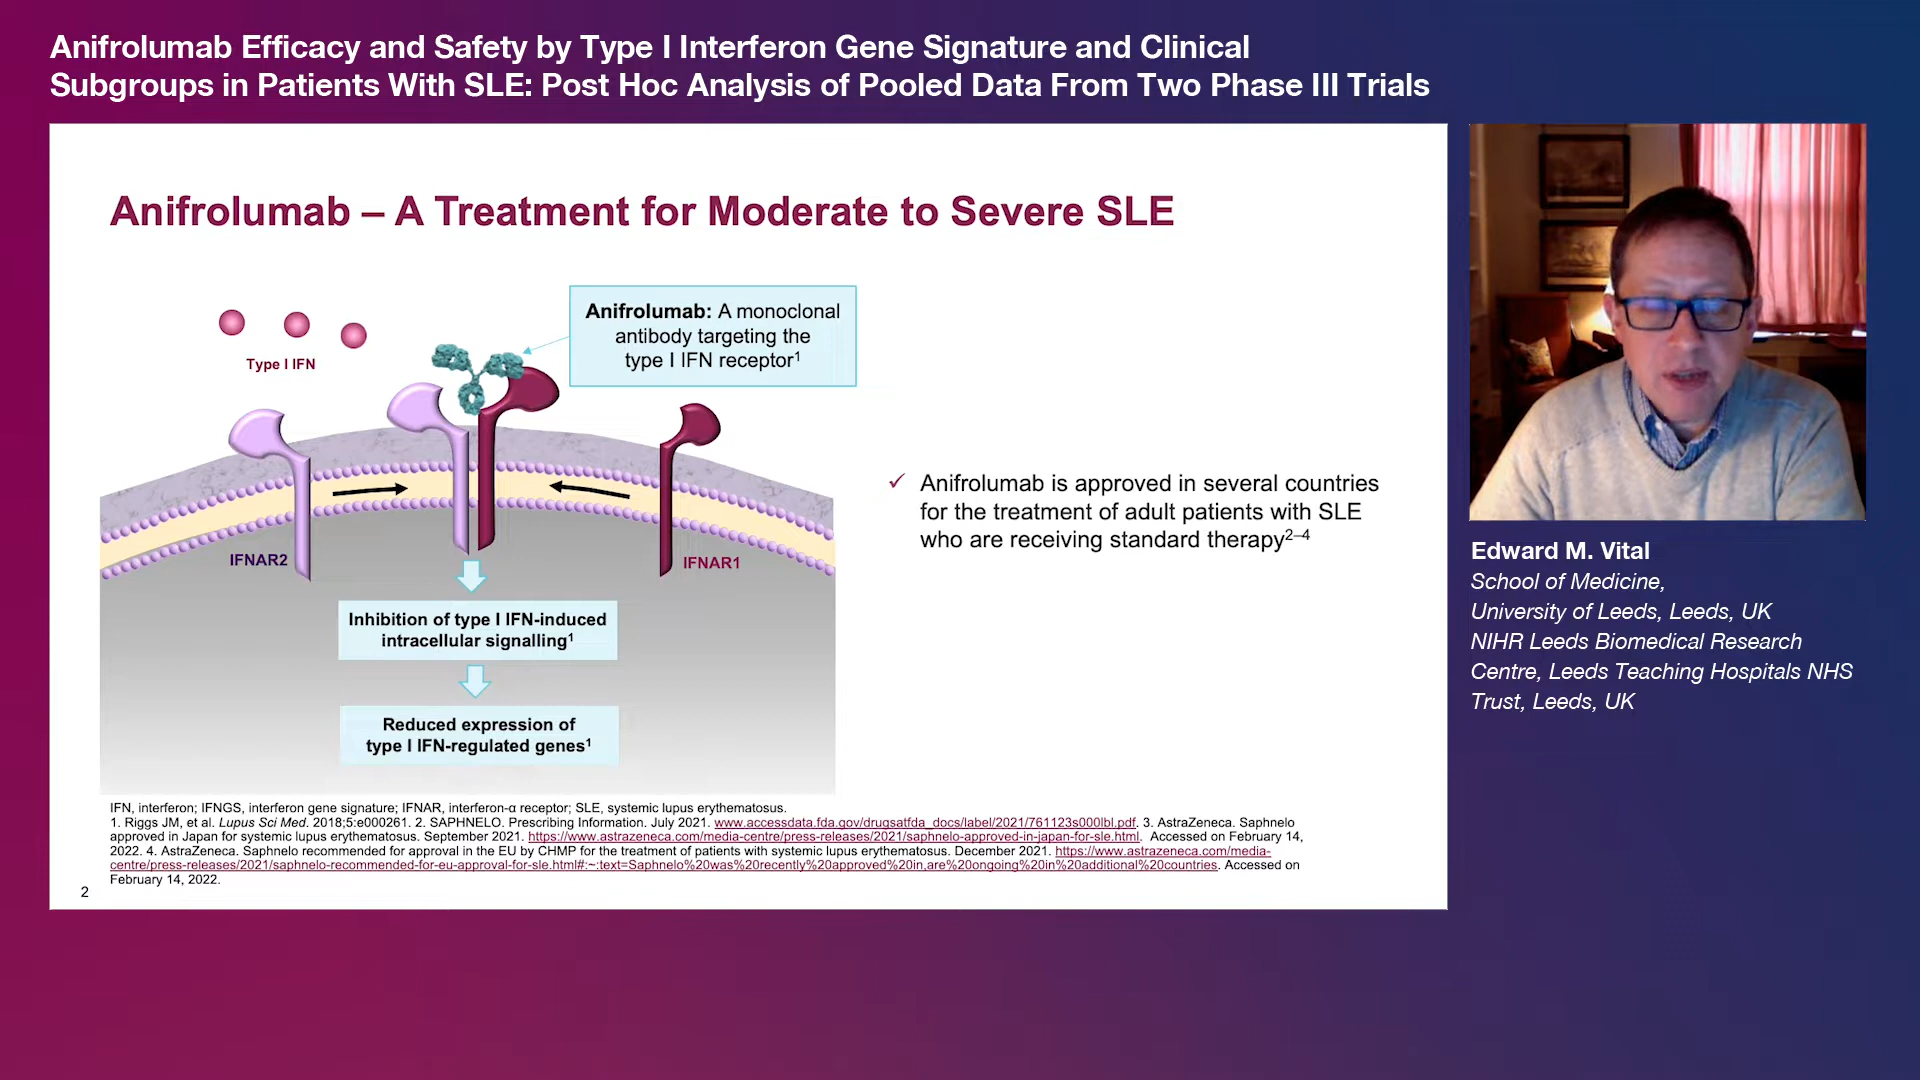 Anifrolumab Efficacy and Safety by Type I Interferon Gene Signature and Clinical
Subgroups in Patients With SLE: Post Hoc Analysis of Pooled Data From Two Phase III Trials
Anifrolumab – A Treatment for Moderate to Severe SLE
Anifrolumab: A monoclonal
antibody targeting the
type I IFN receptor¹
Type I IFN
IFNAR2
IFNAR1
Inhibition of type I IFN-induced
intracellular signalling¹
Reduced expression of
type I IFN-regulated genes¹
✓ Anifrolumab is approved in several countries
for the treatment of adult patients with SLE
who are receiving standard therapy²⁻⁴
IFN, interferon; IFNGS, interferon gene signature; IFNAR, interferon-α receptor; SLE, systemic lupus erythematosus.
1. Riggs JM, et al. Lupus Sci Med. 2018;5:e000261. 2. SAPHNELO. Prescribing Information. July 2021. www.accessdata.fda.gov/drugsatfda_docs/label/2021/761123s000lbl.pdf. 3. AstraZeneca. Saphnelo
approved in Japan for systemic lupus erythematosus. September 2021. https://www.astrazeneca.com/media-centre/press-releases/2021/saphnelo-approved-in-japan-for-sle.html. Accessed on February 14,
2022. 4. AstraZeneca. Saphnelo recommended for approval in the EU by CHMP for the treatment of patients with systemic lupus erythematosus. December 2021. https://www.astrazeneca.com/media-
centre/press-releases/2021/saphnelo-recommended-for-eu-approval-for-sle.html#:~:text=Saphnelo%20was%20recently%20approved%20in,are%20ongoing%20in%20additional%20countries. Accessed on
February 14, 2022.
2
Edward M. Vital
School of Medicine,
University of Leeds, Leeds, UK
NIHR Leeds Biomedical Research
Centre, Leeds Teaching Hospitals NHS
Trust, Leeds, UK